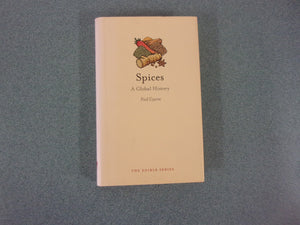 Spices
A Global History
Fred Czarra
THE EDIBLE SERIES